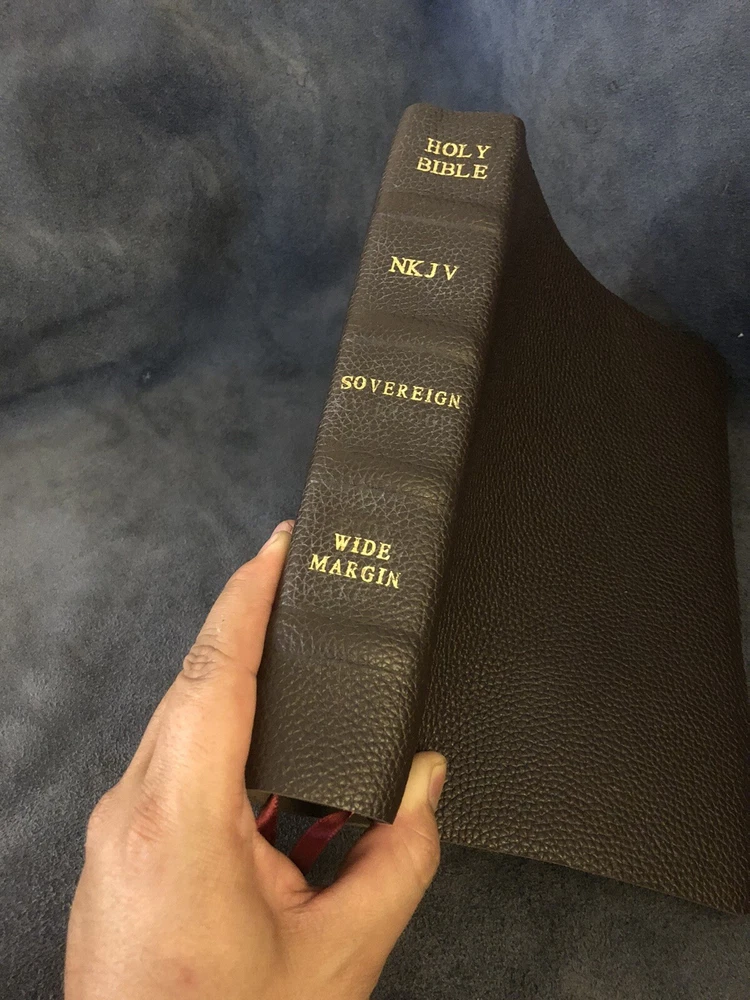 HOLY
BIBLE
NKJV
SOVEREIGN
WIDE
MARGIN